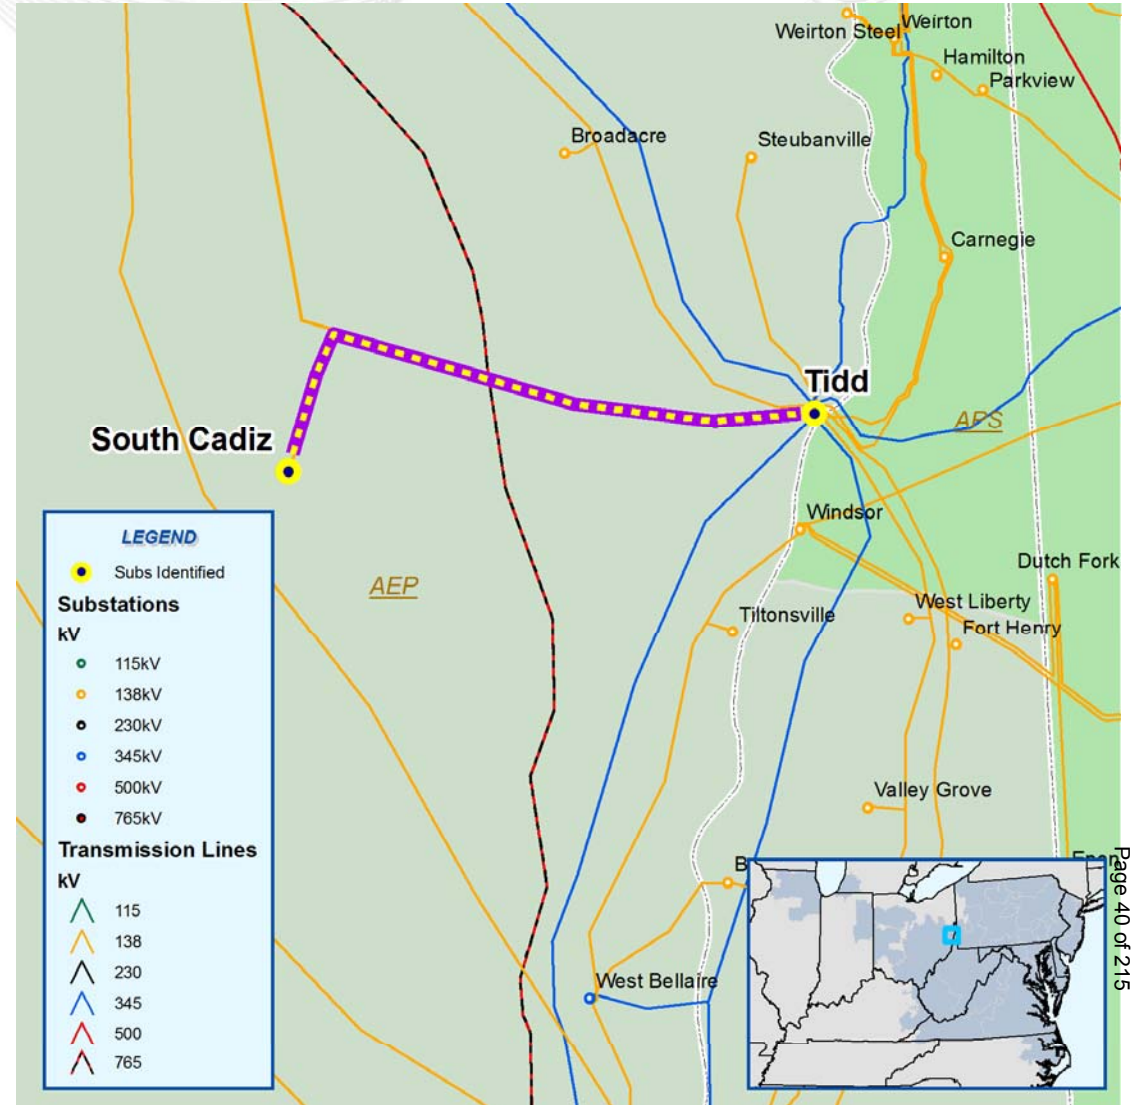 Weirton
Weirton Steel
Hamilton
Parkview
Broadacre
Steubanville
Carnegie
Tidd
APS
South Cadiz
Windsor
AEP
Dutch Fork
West Liberty
Tiltonsville
Fort Henry
Valley Grove
B
West Bellaire
LEGEND
Subs Identified
Substations
kV
115kV
138kV
230kV
345kV
500kV
765kV
Transmission Lines
kV
115
138
230
345
500
765
Page 40 of 215